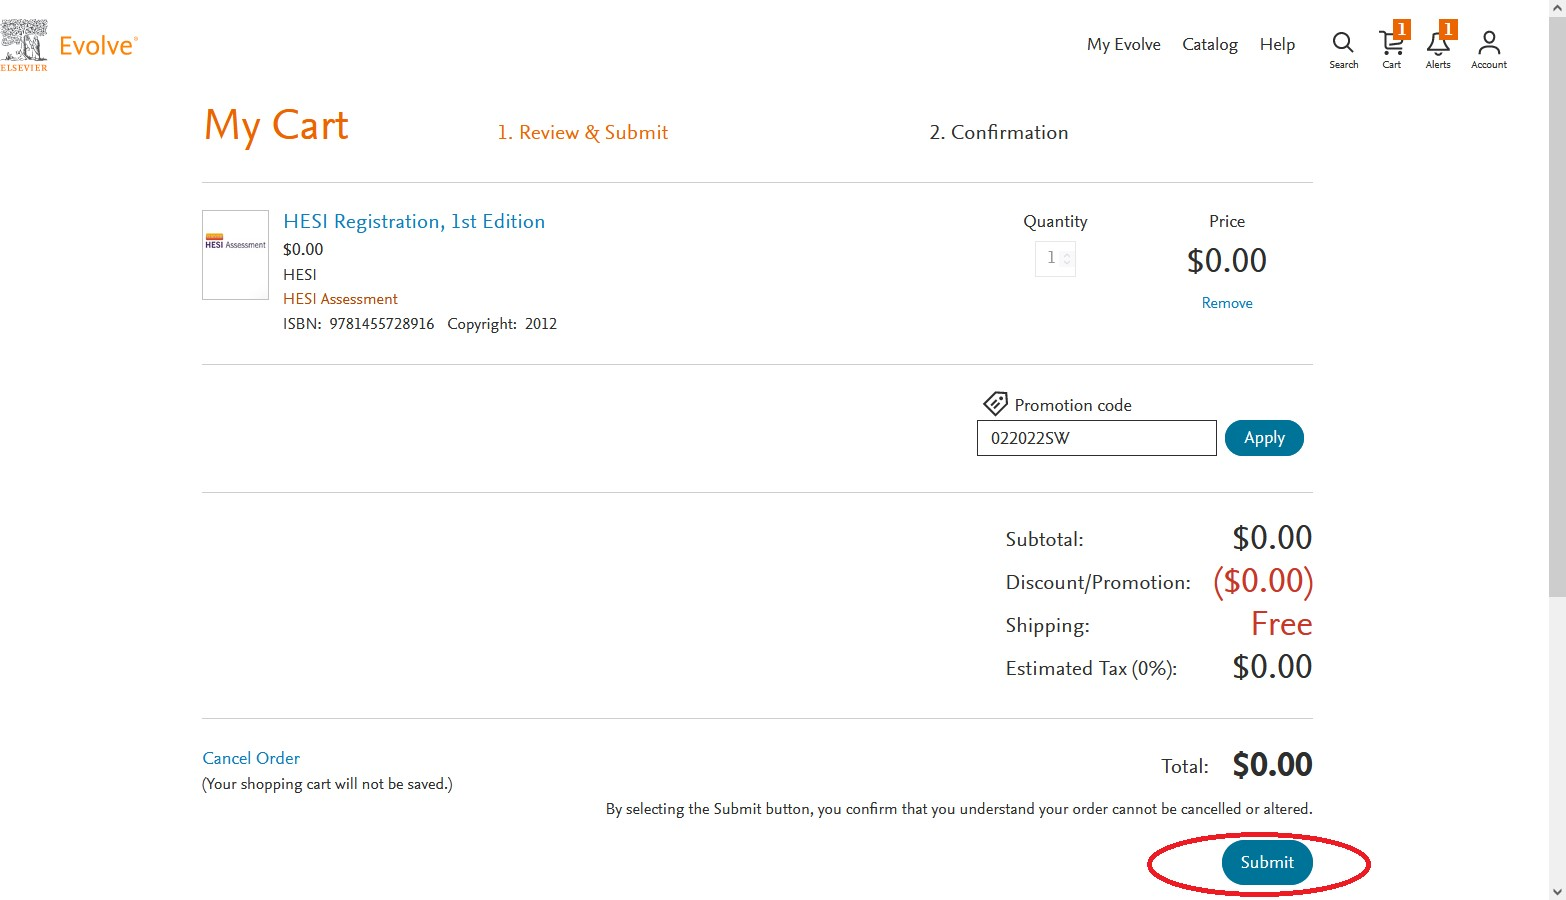 ELSEVIER
Evolve®
My Evolve
Catalog
Help
Search
1
Cart
1
Alerts
Account
My Cart
1. Review & Submit
2. Confirmation
HESI Assessment
HESI Registration, 1st Edition
$0.00
HESI
HESI Assessment
ISBN: 9781455728916 Copyright: 2012
Quantity
1
Price
$0.00
Remove
Promotion code
022022SW
Apply
Subtotal: $0.00
Discount/Promotion: ($0.00)
Shipping: Free
Estimated Tax (0%): $0.00
Cancel Order
(Your shopping cart will not be saved.)
Total: $0.00
By selecting the Submit button, you confirm that you understand your order cannot be cancelled or altered.
Submit